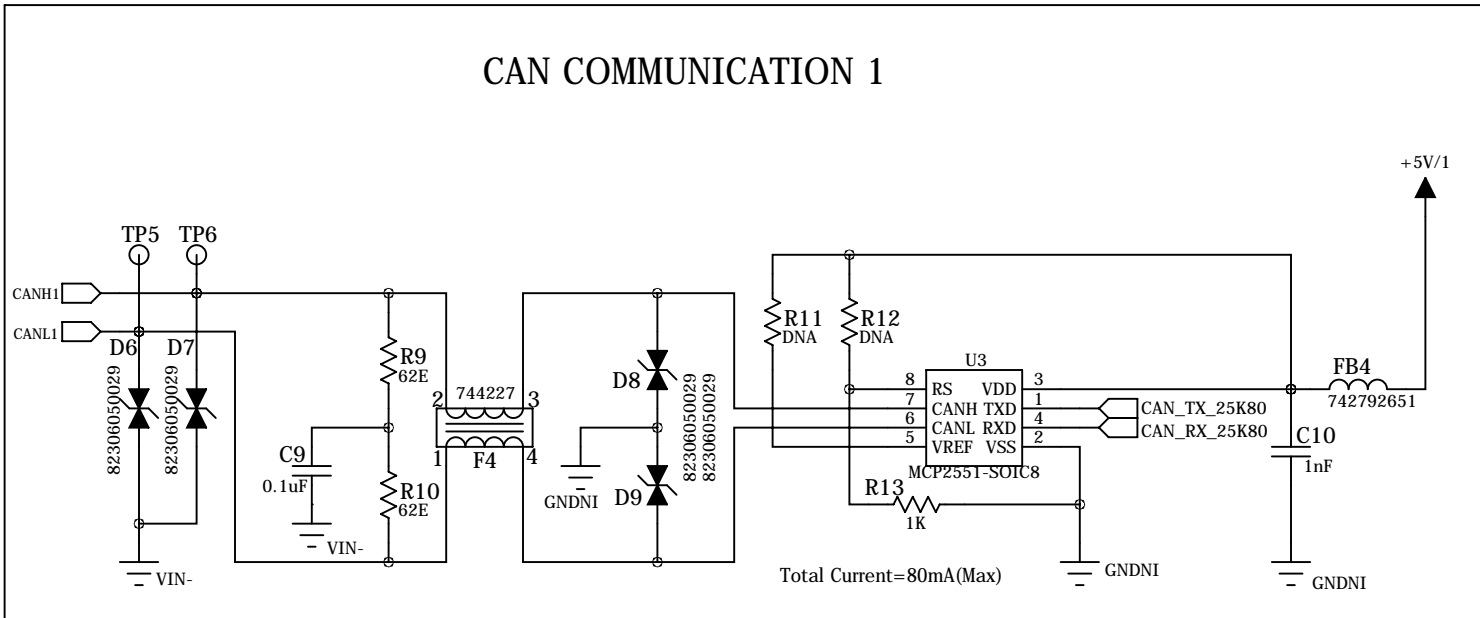 CAN COMMUNICATION 1
+5V/1
TP5
TP6
CANH1
CANL1
D6
D7
82306050029
82306050029
VIN-
R9
62E
C9
0.1uF
R10
62E
VIN-
744227
2
3
1
4
F4
D8
82306050029
82306050029
D9
GNDNI
R11
DNA
R12
DNA
U3
8 RS VDD 3
7 CANH TXD 1
6 CANL RXD 4
5 VREF VSS 2
MCP2551-SOIC8
CAN_TX_25K80
CAN_RX_25K80
FB4
742792651
C10
1nF
R13
1K
GNDNI
GNDNI
Total Current=80mA(Max)